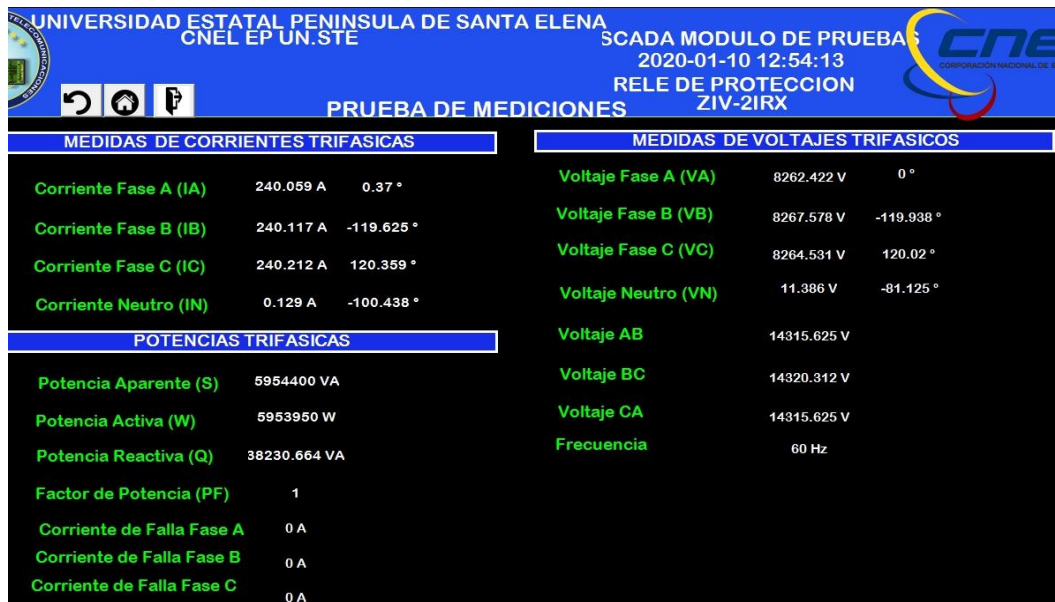 UNIVERSIDAD ESTATAL PENINSULA DE SANTA ELENA
CNEL EP UN.STE
SCADA MODULO DE PRUEBAS
2020-01-10 12:54:13
RELE DE PROTECCION
ZIV-2IRX
PRUEBA DE MEDICIONES
TELECOMUNICACIONES
cne
CORPORACIÓN NACIONAL DE
MEDIDAS DE CORRIENTES TRIFASICAS
Corriente Fase A (IA) 240.059 A 0.37 °
Corriente Fase B (IB) 240.117 A -119.625 °
Corriente Fase C (IC) 240.212 A 120.359 °
Corriente Neutro (IN) 0.129 A -100.438 °
POTENCIAS TRIFASICAS
Potencia Aparente (S) 5954400 VA
Potencia Activa (W) 5953950 W
Potencia Reactiva (Q) 38230.664 VA
Factor de Potencia (PF) 1
Corriente de Falla Fase A 0 A
Corriente de Falla Fase B 0 A
Corriente de Falla Fase C 0 A
MEDIDAS DE VOLTAJES TRIFASICOS
Voltaje Fase A (VA) 8262.422 V 0 °
Voltaje Fase B (VB) 8267.578 V -119.938 °
Voltaje Fase C (VC) 8264.531 V 120.02 °
Voltaje Neutro (VN) 11.386 V -81.125 °
Voltaje AB 14315.625 V
Voltaje BC 14320.312 V
Voltaje CA 14315.625 V
Frecuencia 60 Hz